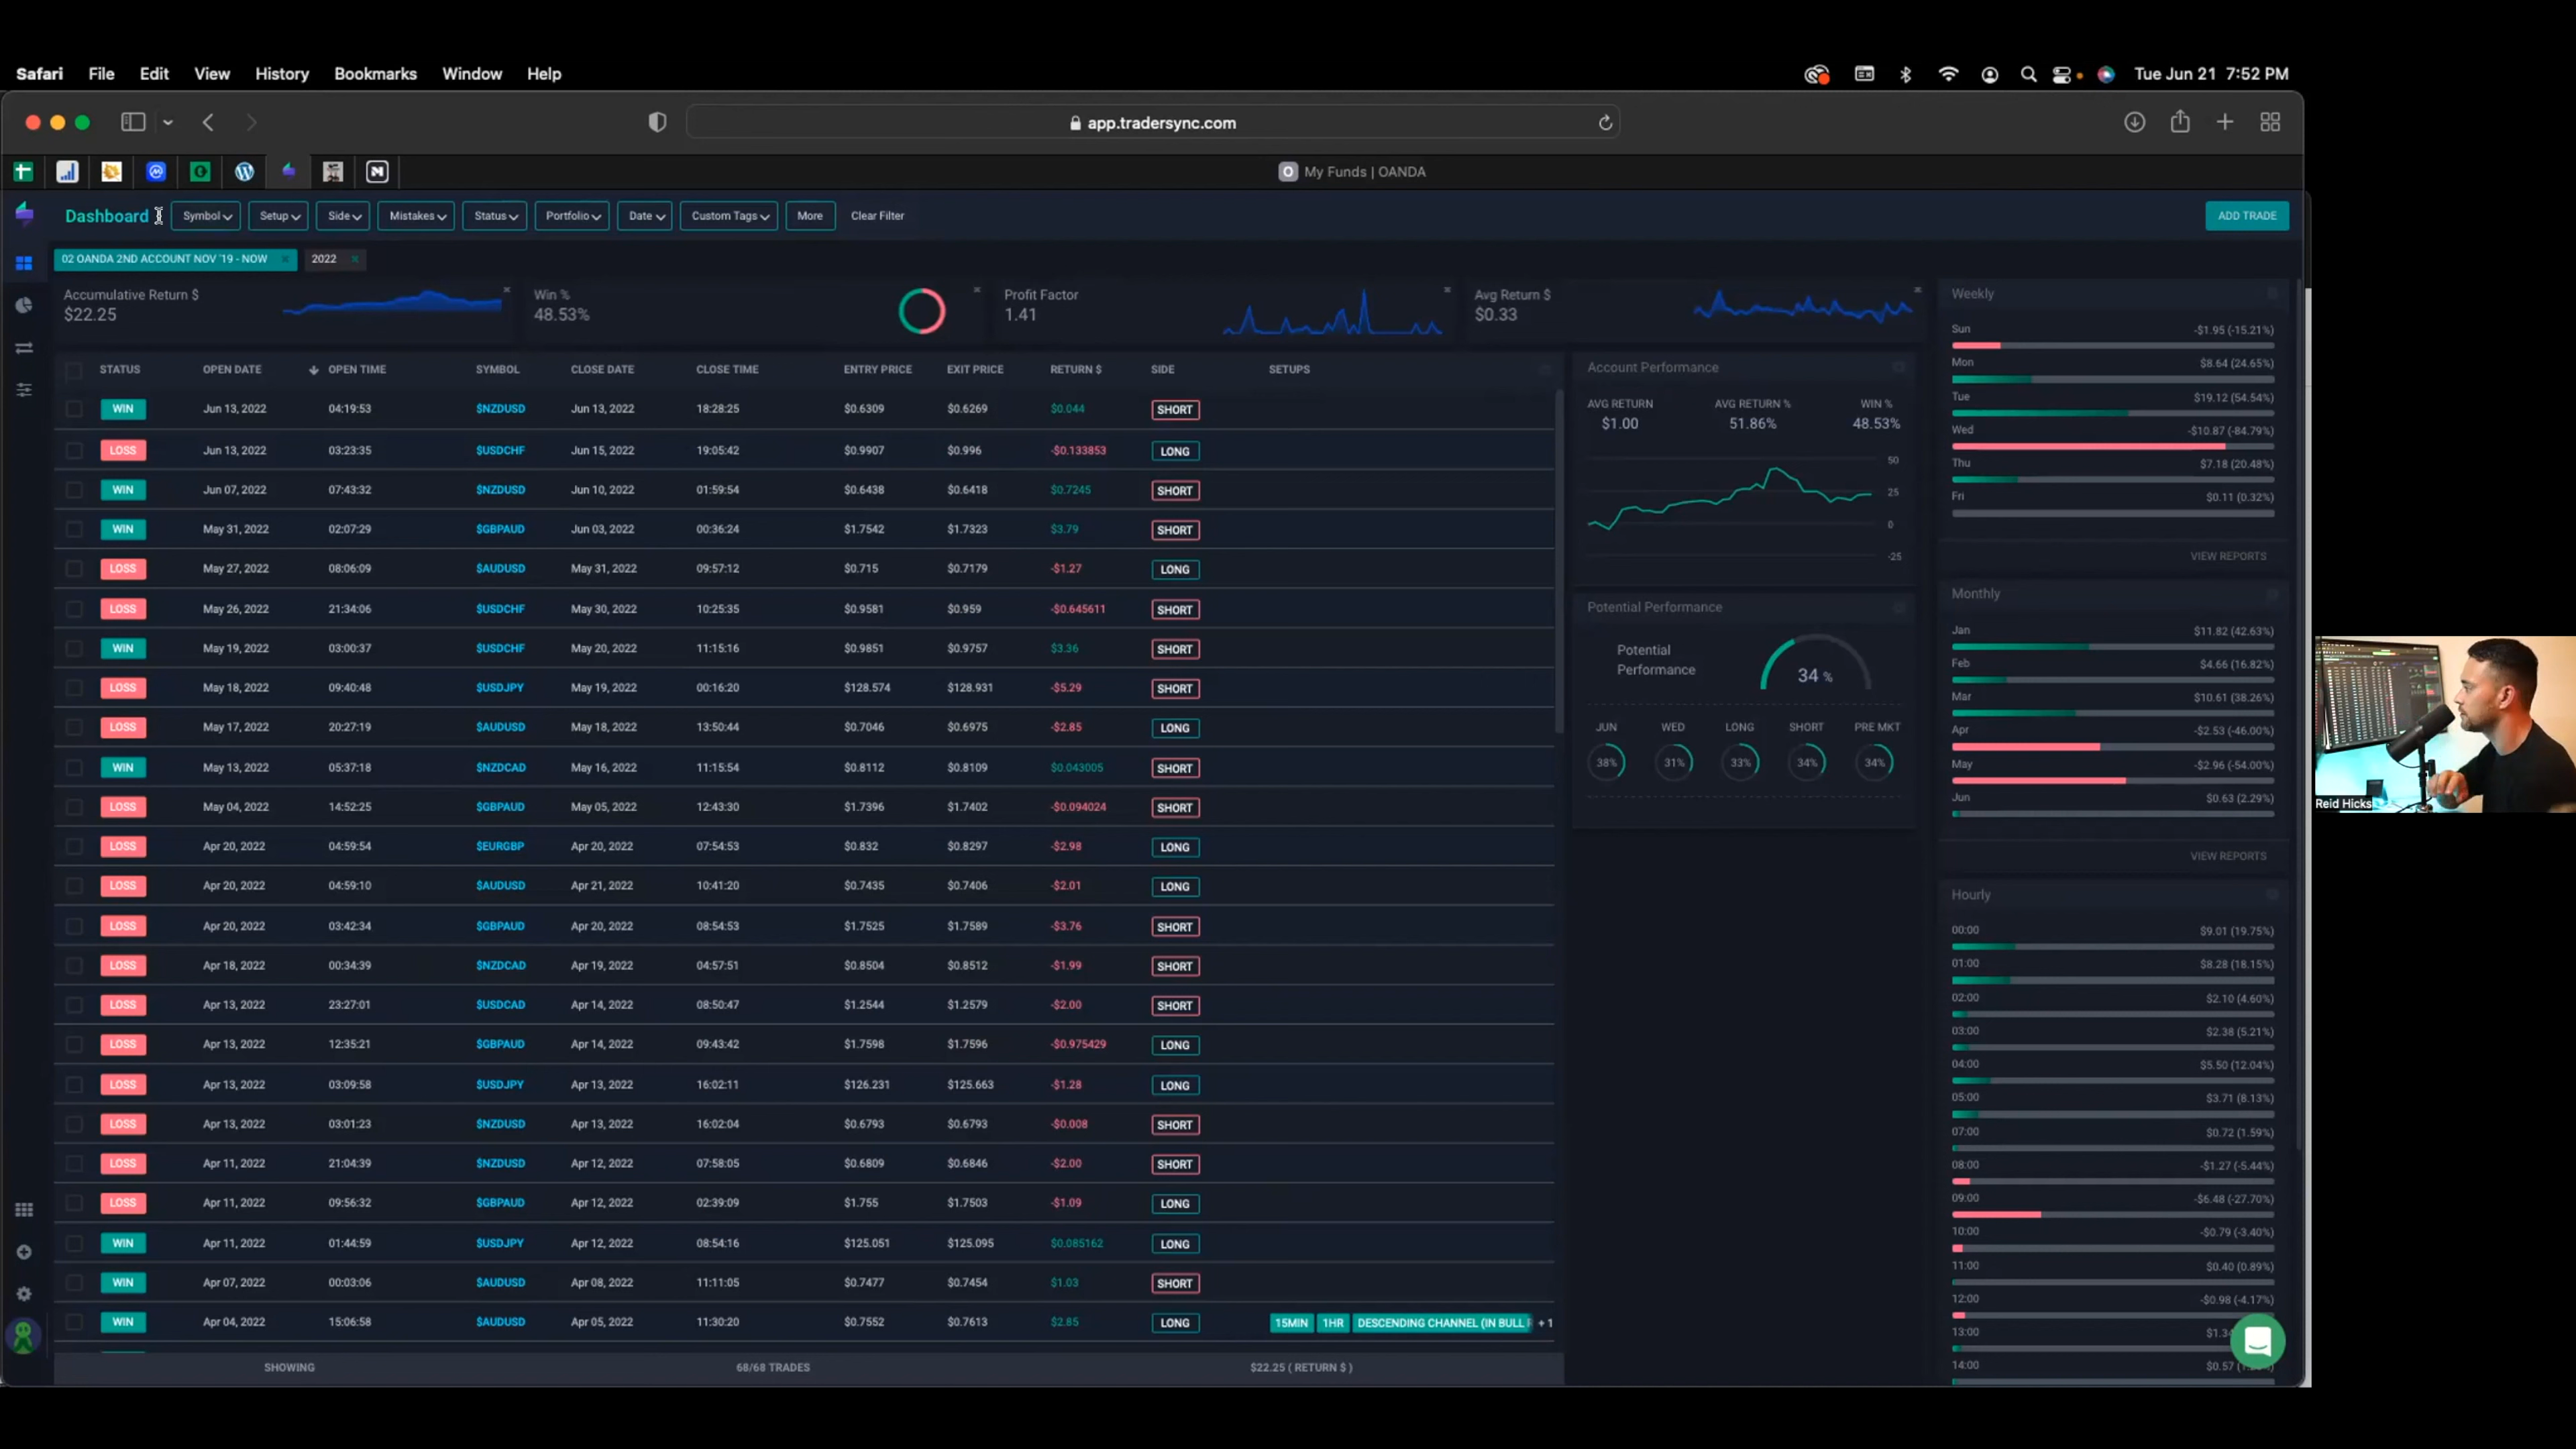 Safari File Edit View History Bookmarks Window Help Tue Jun 21 7:52 PM
app.tradersync.com
My Funds | OANDA
Dashboard Symbol Setup Side Mistakes Status Portfolio Date Custom Tags More Clear Filter ADD TRADE
02 OANDA 2ND ACCOUNT NOV '19 - NOW 2022
Accumulative Return $
$22.25
Win %
48.53%
Profit Factor
1.41
Avg Return $
$0.33
STATUS OPEN DATE OPEN TIME SYMBOL CLOSE DATE CLOSE TIME ENTRY PRICE EXIT PRICE RETURN $ SIDE SETUPS
WIN Jun 13, 2022 04:19:53 $NZDUSD Jun 13, 2022 18:28:25 $0.6309 $0.6269 $0.044 SHORT
LOSS Jun 13, 2022 03:23:35 $USDCHF Jun 15, 2022 19:05:42 $0.9907 $0.996 -$0.133853 LONG
WIN Jun 07, 2022 07:43:32 $NZDUSD Jun 10, 2022 01:59:54 $0.6438 $0.6418 $0.7245 SHORT
WIN May 31, 2022 02:07:29 $GBPAUD Jun 03, 2022 00:36:24 $1.7542 $1.7323 $3.79 SHORT
LOSS May 27, 2022 08:06:09 $AUDUSD May 31, 2022 09:57:12 $0.715 $0.7179 -$1.27 LONG
LOSS May 26, 2022 21:34:06 $USDCHF May 30, 2022 10:25:35 $0.9581 $0.959 -$0.645611 SHORT
WIN May 19, 2022 03:00:37 $USDCHF May 20, 2022 11:15:16 $0.9851 $0.9757 $3.36 SHORT
LOSS May 18, 2022 09:40:48 $USDJPY May 19, 2022 00:16:20 $128.574 $128.931 -$5.29 SHORT
LOSS May 17, 2022 20:27:19 $AUDUSD May 18, 2022 13:50:44 $0.7046 $0.6975 -$2.85 LONG
WIN May 13, 2022 05:37:18 $NZDCAD May 16, 2022 11:15:54 $0.8112 $0.8109 $0.043005 SHORT
LOSS May 04, 2022 14:52:25 $GBPAUD May 05, 2022 12:43:30 $1.7396 $1.7402 -$0.094024 SHORT
LOSS Apr 20, 2022 04:59:54 $EURGBP Apr 20, 2022 07:54:53 $0.832 $0.8297 -$2.98 LONG
LOSS Apr 20, 2022 04:59:10 $AUDUSD Apr 21, 2022 10:41:20 $0.7435 $0.7406 -$2.01 LONG
LOSS Apr 20, 2022 03:42:34 $GBPAUD Apr 20, 2022 08:54:53 $1.7525 $1.7589 -$3.76 SHORT
LOSS Apr 18, 2022 00:34:39 $NZDCAD Apr 19, 2022 04:57:51 $0.8504 $0.8512 -$1.99 SHORT
LOSS Apr 13, 2022 23:27:01 $USDCAD Apr 14, 2022 08:50:47 $1.2544 $1.2579 -$2.00 SHORT
LOSS Apr 13, 2022 12:35:21 $GBPAUD Apr 14, 2022 09:43:42 $1.7598 $1.7596 -$0.975429 LONG
LOSS Apr 13, 2022 03:09:58 $USDJPY Apr 13, 2022 16:02:11 $126.231 $125.663 -$1.28 LONG
LOSS Apr 13, 2022 03:01:23 $NZDUSD Apr 13, 2022 16:02:04 $0.6793 $0.6793 -$0.008 SHORT
LOSS Apr 11, 2022 21:04:39 $NZDUSD Apr 12, 2022 07:58:05 $0.6809 $0.6846 -$2.00 SHORT
LOSS Apr 11, 2022 09:56:32 $GBPAUD Apr 12, 2022 02:39:09 $1.755 $1.7503 -$1.09 LONG
WIN Apr 11, 2022 01:44:59 $USDJPY Apr 12, 2022 08:54:16 $125.051 $125.095 $0.085162 LONG
WIN Apr 07, 2022 00:03:06 $AUDUSD Apr 08, 2022 11:11:05 $0.7477 $0.7454 $1.03 SHORT
WIN Apr 04, 2022 15:06:58 $AUDUSD Apr 05, 2022 11:30:20 $0.7552 $0.7613 $2.85 LONG 15MIN 1HR DESCENDING CHANNEL (IN BULL +1
SHOWING 68/68 TRADES $22.25 ( RETURN $ )
Account Performance
AVG RETURN AVG RETURN % WIN %
$1.00 51.86% 48.53%
50
25
0
-25
Potential Performance
Potential
Performance
34 %
JUN WED LONG SHORT PRE MKT
38% 31% 33% 34% 34%
Weekly
Sun -$1.95 (-15.21%)
Mon $8.64 (24.65%)
Tue $19.12 (54.54%)
Wed -$10.87 (-84.79%)
Thu $7.18 (20.48%)
Fri $0.11 (0.32%)
VIEW REPORTS
Monthly
Jan $11.82 (42.63%)
Feb $4.66 (16.82%)
Mar $10.61 (38.26%)
Apr -$2.53 (-46.00%)
May -$2.96 (-54.00%)
Jun $0.63 (2.29%)
VIEW REPORTS
Hourly
00:00 $9.01 (19.75%)
01:00 $8.28 (18.15%)
02:00 $2.10 (4.60%)
03:00 $2.38 (5.21%)
04:00 $5.50 (12.04%)
05:00 $3.71 (8.13%)
07:00 $0.72 (1.59%)
08:00 -$1.27 (-5.44%)
09:00 -$6.48 (-27.70%)
10:00 -$0.79 (-3.40%)
11:00 $0.40 (0.89%)
12:00 -$0.98 (-4.17%)
13:00
14:00 $0.57
Reid Hicks